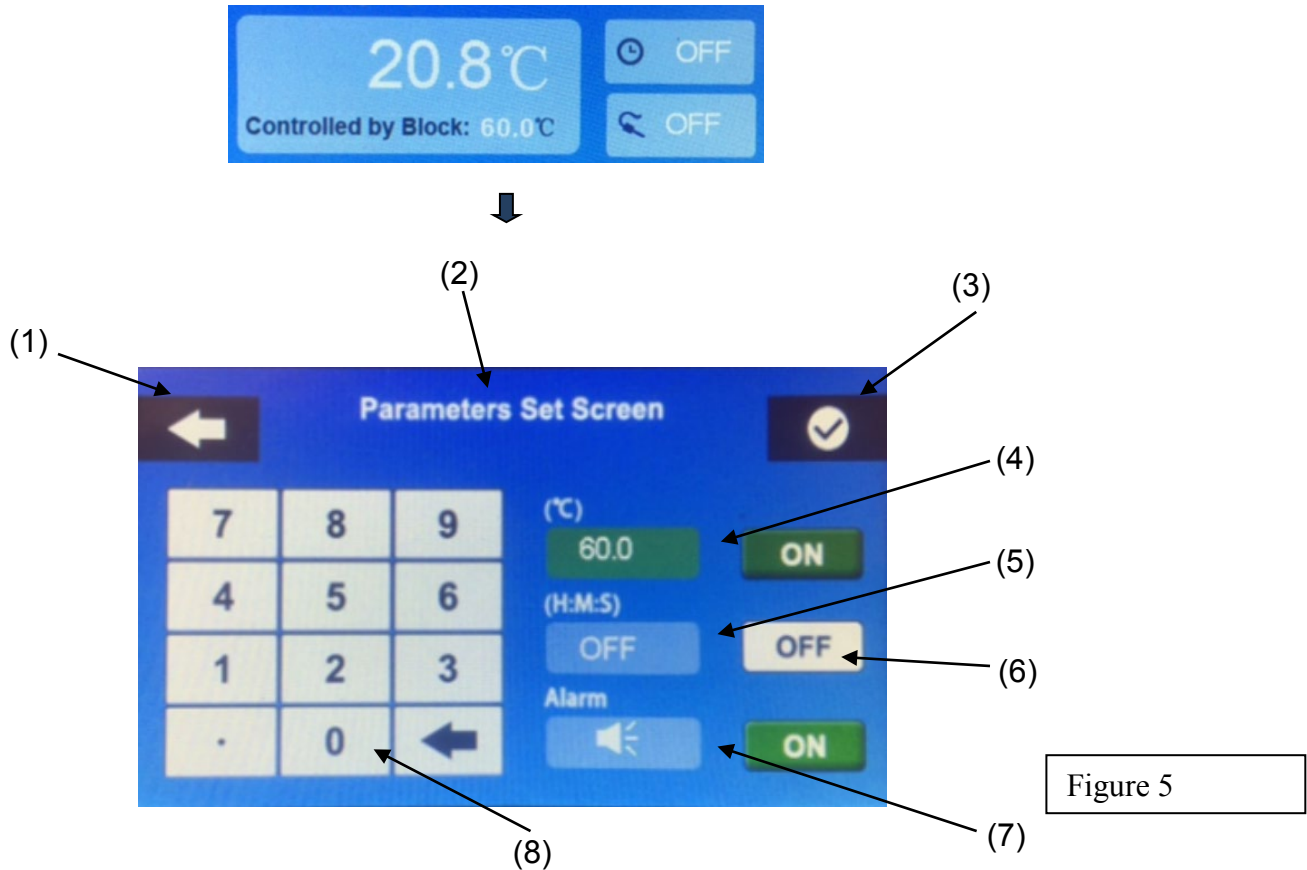 20.8℃ OFF
Controlled by Block: 60.0℃ OFF
(2)
(3)
(1)
Parameters Set Screen
(4)
(℃)
7 8 9 60.0 ON
(5)
4 5 6 (H:M:S)
OFF OFF
1 2 3 (6)
Alarm
. 0 ON
Figure 5
(7)
(8)